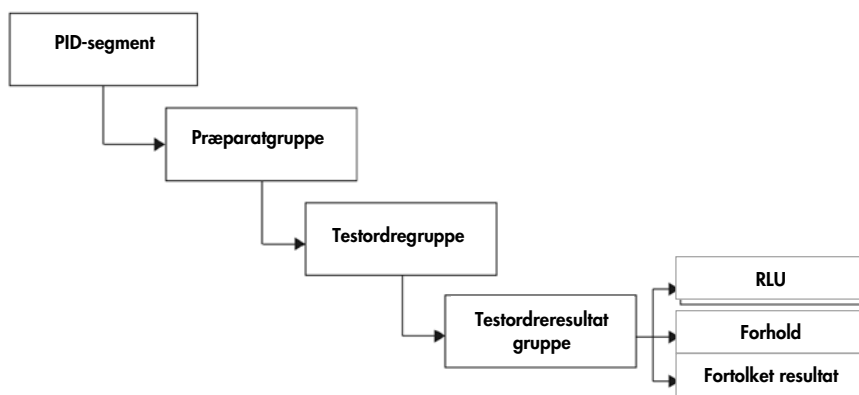 PID-segment
Præparatgruppe
Testordregruppe
Testordreresultat
gruppe
RLU
Forhold
Fortolket resultat